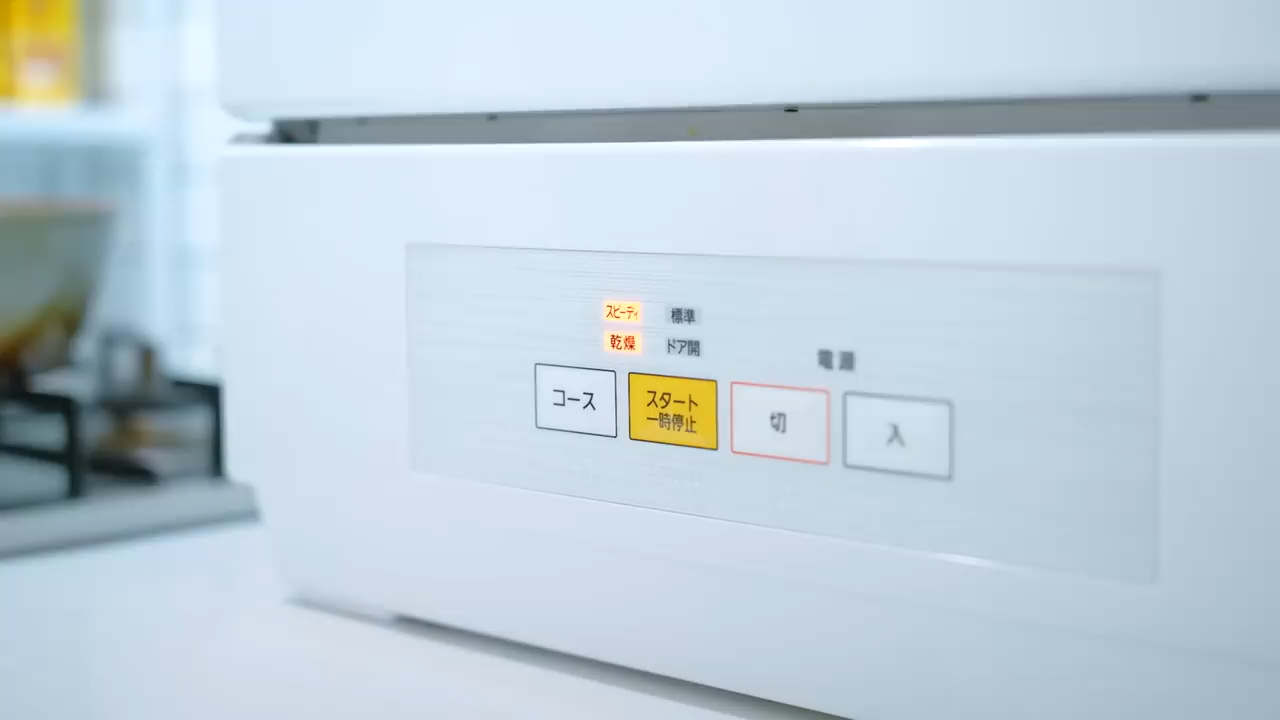 スピーディ 標準
乾燥 ドア開
電源
コース スタート 切 入
一時停止